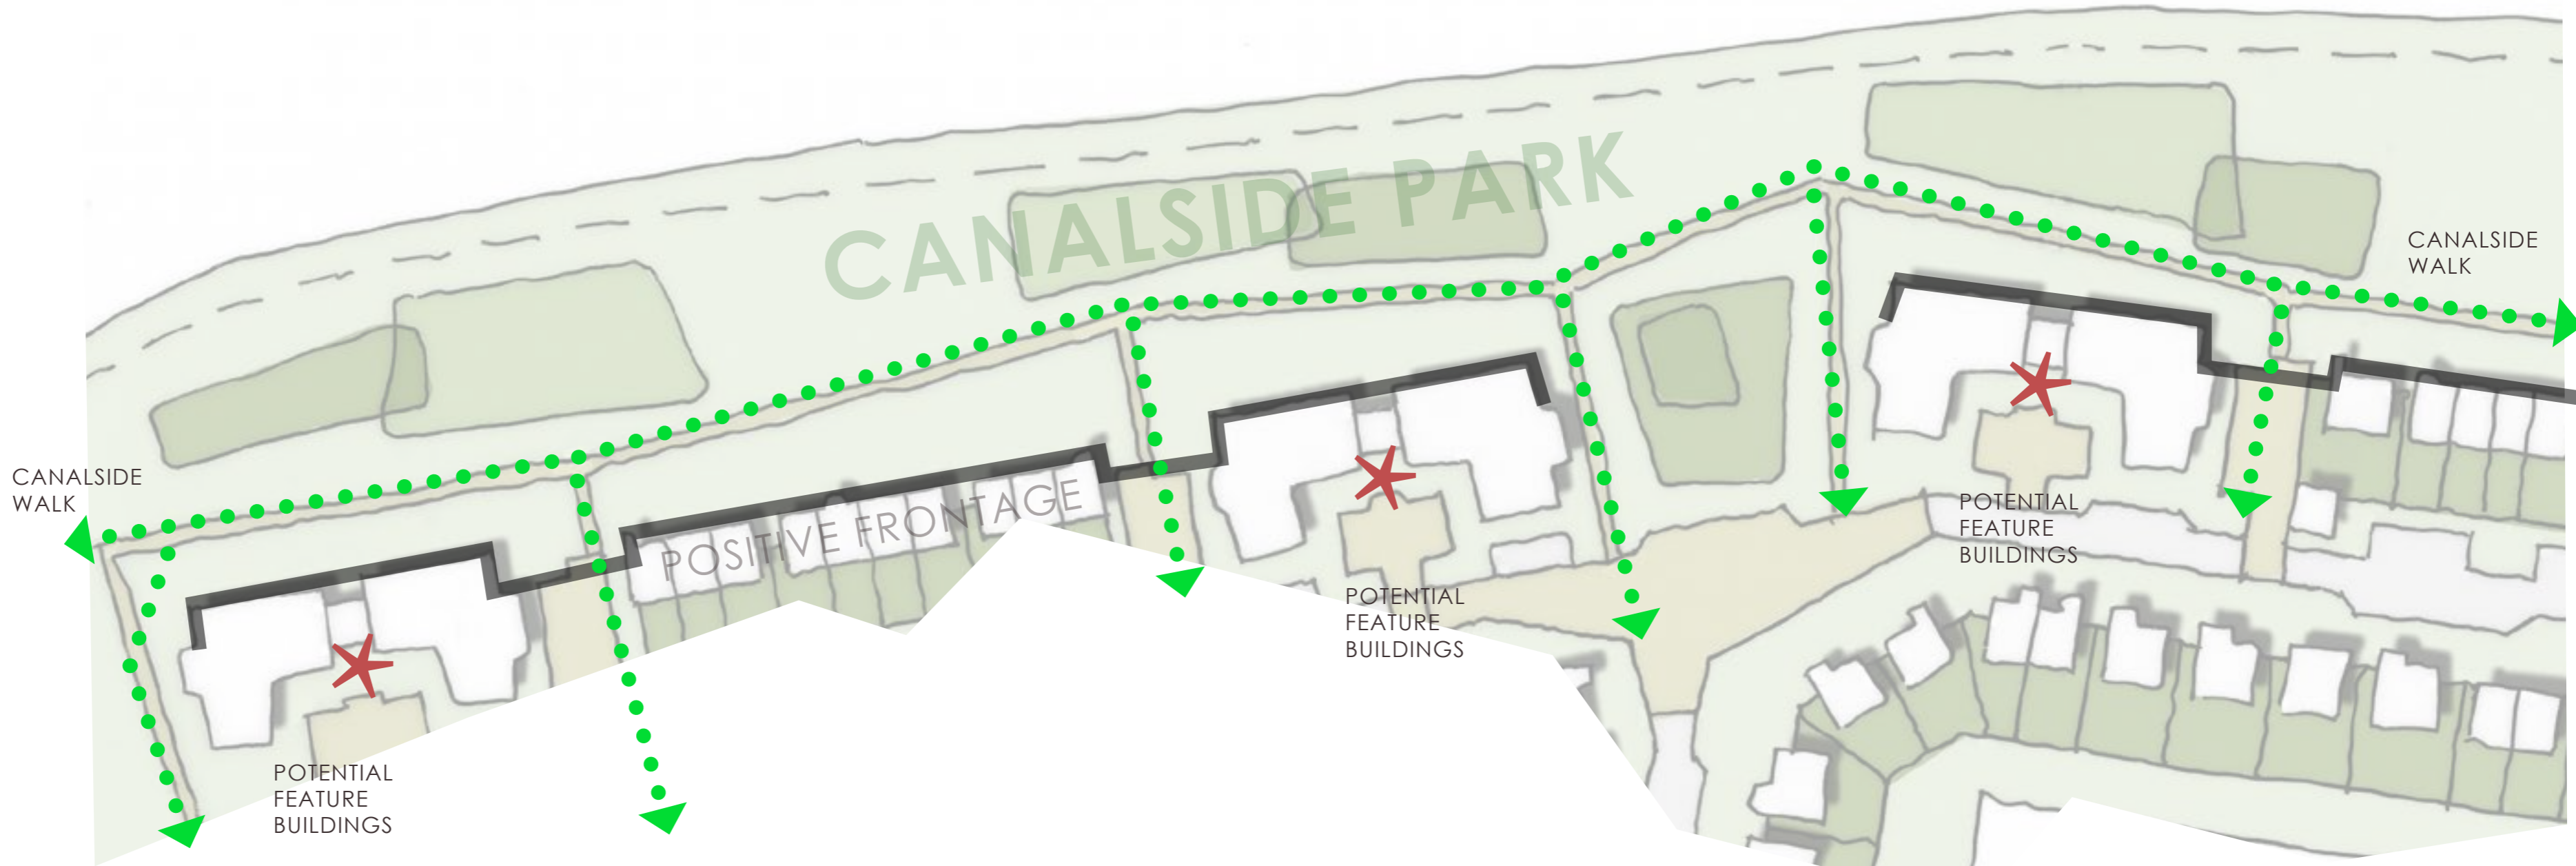 CANALSIDE PARK
CANALSIDE
WALK
CANALSIDE
WALK
POSITIVE FRONTAGE
POTENTIAL
FEATURE
BUILDINGS
POTENTIAL
FEATURE
BUILDINGS
POTENTIAL
FEATURE
BUILDINGS